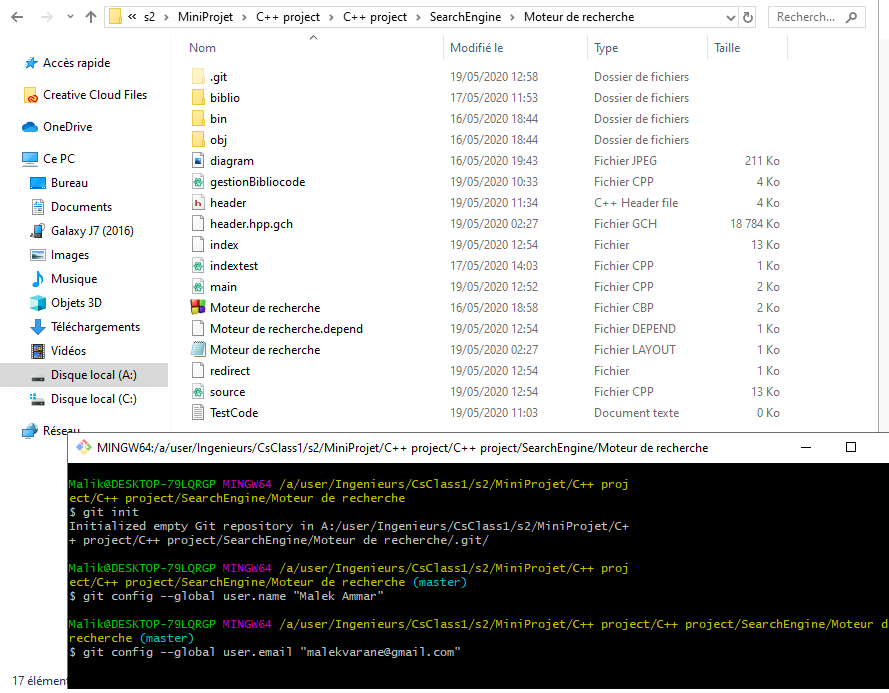 « s2 > MiniProjet > C++ project > C++ project > SearchEngine > Moteur de recherche
Recherch...
Nom Modifié le Type Taille
Accès rapide
Creative Cloud Files
OneDrive
Ce PC
Bureau
Documents
Galaxy J7 (2016)
Images
Musique
Objets 3D
Téléchargements
Vidéos
Disque local (A:)
Disque local (C:)
Réseau
.git 19/05/2020 12:58 Dossier de fichiers
biblio 17/05/2020 11:53 Dossier de fichiers
bin 16/05/2020 18:44 Dossier de fichiers
obj 16/05/2020 18:44 Dossier de fichiers
diagram 16/05/2020 19:43 Fichier JPEG 211 Ko
gestionBibliocode 19/05/2020 10:33 Fichier CPP 4 Ko
header 19/05/2020 11:34 C++ Header file 4 Ko
header.hpp.gch 19/05/2020 02:27 Fichier GCH 18 784 Ko
index 19/05/2020 12:54 Fichier 13 Ko
indextest 17/05/2020 14:03 Fichier CPP 1 Ko
main 19/05/2020 12:52 Fichier CPP 2 Ko
Moteur de recherche 16/05/2020 18:58 Fichier CBP 2 Ko
Moteur de recherche.depend 19/05/2020 12:54 Fichier DEPEND 1 Ko
Moteur de recherche 19/05/2020 02:27 Fichier LAYOUT 1 Ko
redirect 19/05/2020 12:54 Fichier 1 Ko
source 19/05/2020 12:54 Fichier CPP 13 Ko
TestCode 19/05/2020 11:03 Document texte 0 Ko
17 élémen
MINGW64:/a/user/Ingenieurs/CsClass1/s2/MiniProjet/C++ project/C++ project/SearchEngine/Moteur de recherche
Malik@DESKTOP-79LQRGP MINGW64 /a/user/Ingenieurs/CsClass1/s2/MiniProjet/C++ proj
ect/C++ project/SearchEngine/Moteur de recherche
$ git init
Initialized empty Git repository in A:/user/Ingenieurs/CsClass1/s2/MiniProjet/C+
+ project/C++ project/SearchEngine/Moteur de recherche/.git/
Malik@DESKTOP-79LQRGP MINGW64 /a/user/Ingenieurs/CsClass1/s2/MiniProjet/C++ proj
ect/C++ project/SearchEngine/Moteur de recherche (master)
$ git config --global user.name "Malek Ammar"
Malik@DESKTOP-79LQRGP MINGW64 /a/user/Ingenieurs/CsClass1/s2/MiniProjet/C++ project/C++ project/SearchEngine/Moteur d
recherche (master)
$ git config --global user.email "malekvarane@gmail.com"